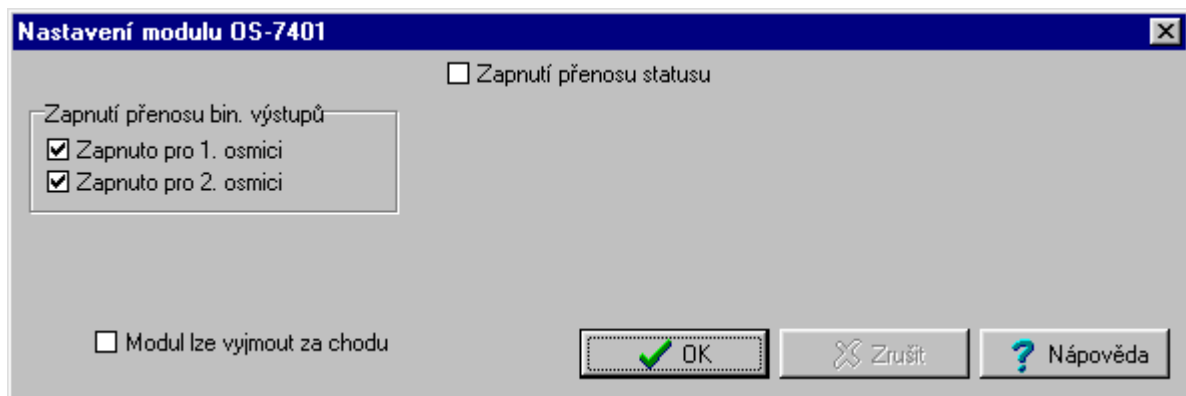 Nastavení modulu OS-7401
Zapnutí přenosu statusu
Zapnutí přenosu bin. výstupů
Zapnuto pro 1. osmici
Zapnuto pro 2. osmici
Modul lze vyjmout za chodu
OK
Zrušit
Nápověda